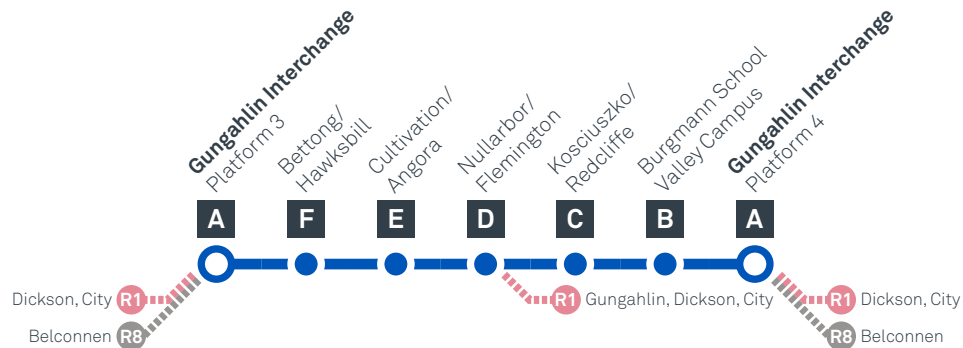 Gungahlin Interchange
Platform 3
Bettong/
Hawksbill
Cultivation/
Angora
Nullarbor/
Flemington
Kosciuszko/
Redcliffe
Burgmann School
Valley Campus
Gungahlin Interchange
Platform 4
A
F
E
D
C
B
A
Dickson, City R1
R1 Gungahlin, Dickson, City
R1 Dickson, City
Belconnen R8
R8 Belconnen